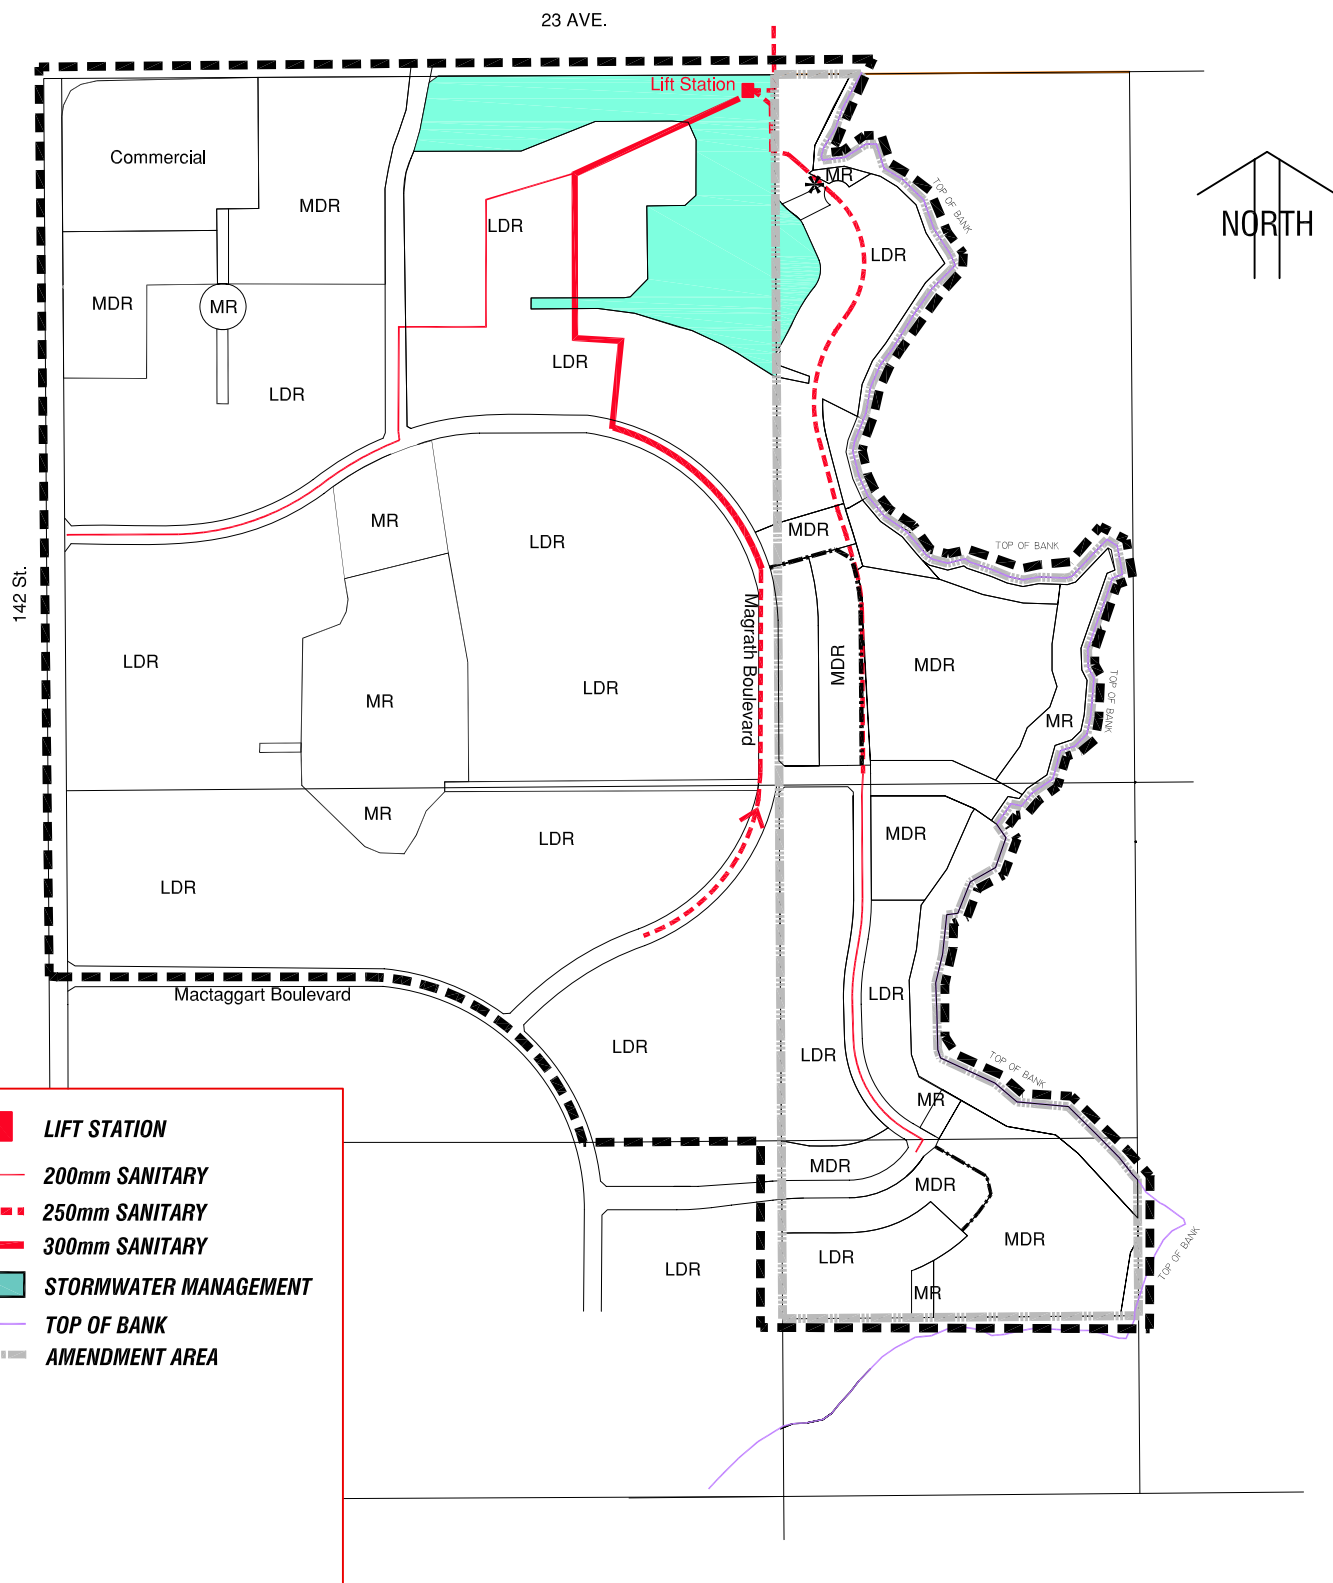 23 AVE.
Lift Station
Commercial
MDR
MR
TOP OF BANK
NORTH
LDR
LDR
MDR
MR
LDR
LDR
MR
LDR
MDR
TOP OF BANK
142 St.
Magrath Boulevard
LDR
LDR
MR
MDR
MDR
TOP OF BANK
MR
MR
LDR
MDR
LDR
Mactaggart Boulevard
LDR
LDR
LDR
TOP OF BANK
MR
MDR
MDR
MDR
LDR
LDR
MR
TOP OF BANK
LIFT STATION
200mm SANITARY
250mm SANITARY
300mm SANITARY
STORMWATER MANAGEMENT
TOP OF BANK
AMENDMENT AREA